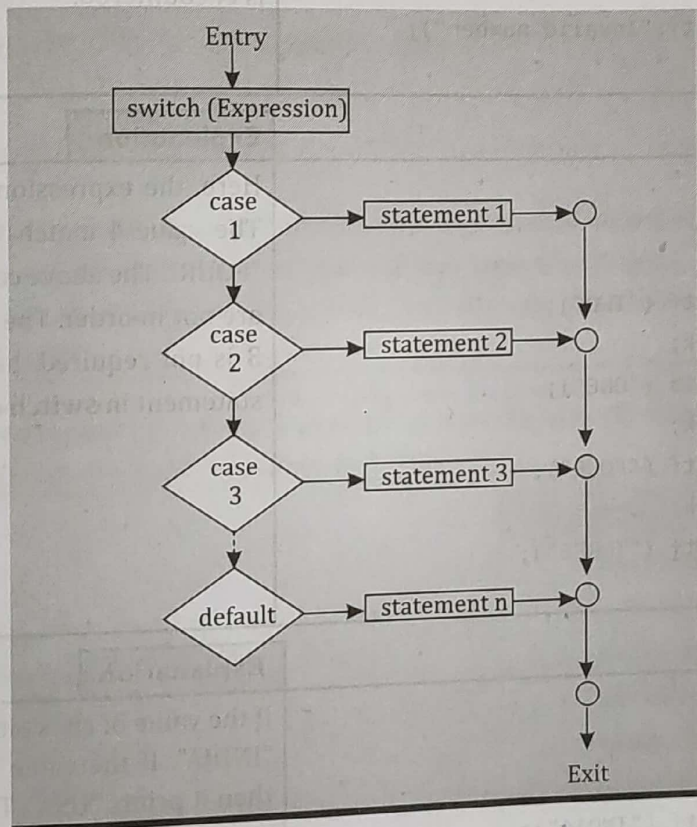 Entry
switch (Expression)
case
1
statement 1
case
2
statement 2
case
3
statement 3
default
statement n
Exit